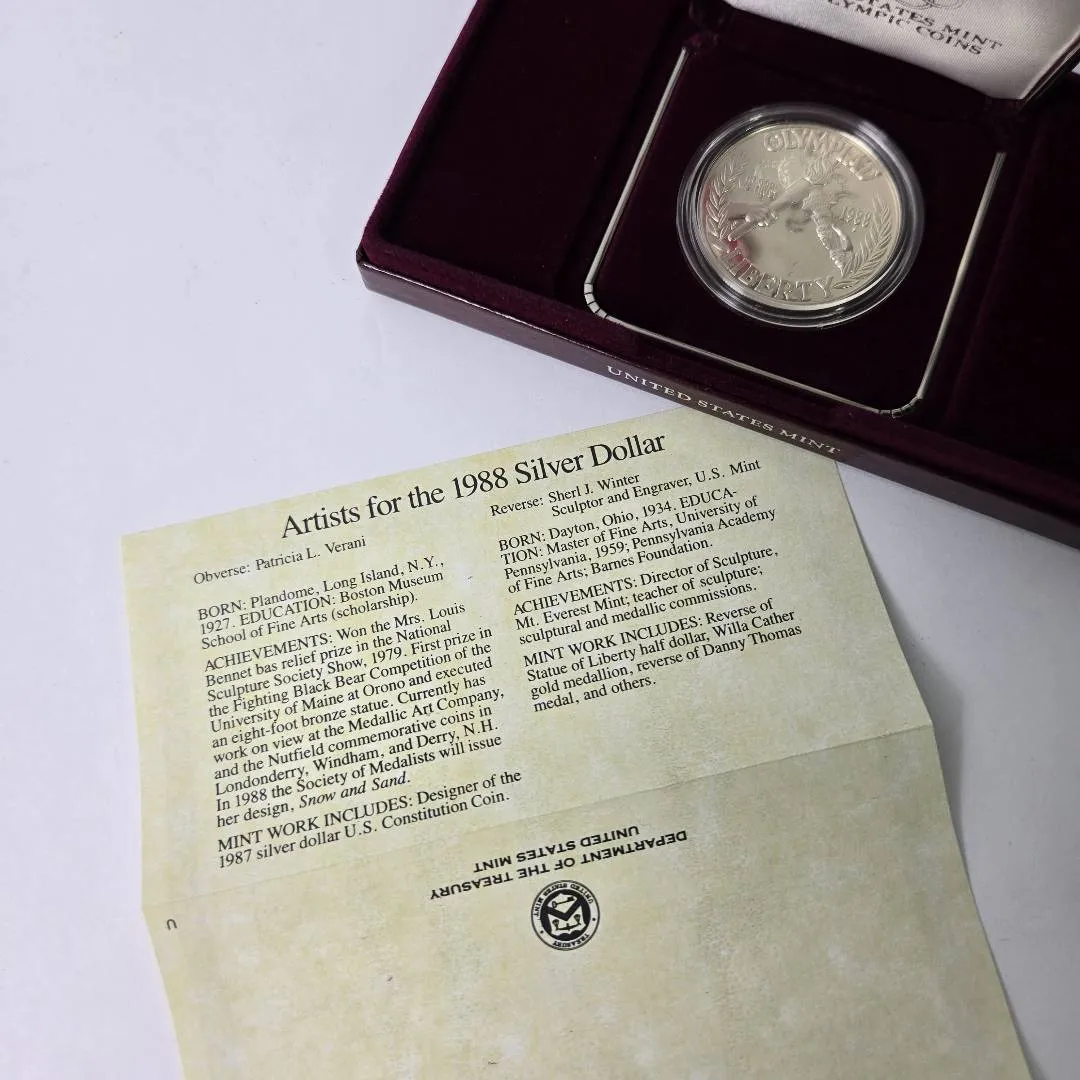 STATES MINT
OLYMPIC COINS
OLYMPIAD
1988
LIBERTY
UNITED STATES MINT
Artists for the 1988 Silver Dollar
Obverse: Patricia L. Verani
BORN: Plandome, Long Island, N.Y.,
1927. EDUCATION: Boston Museum
School of Fine Arts (scholarship).
ACHIEVEMENTS: Won the Mrs. Louis
Bennet bas relief prize in the National
Sculpture Society Show, 1979. First prize in
the Fighting Black Bear Competition of the
University of Maine at Orono and executed
an eight-foot bronze statue. Currently has
work on view at the Medallic Art Company,
and the Nutfield commemorative coins in
Londonderry, Windham, and Derry, N.H.
In 1988 the Society of Medalists will issue
her design, Snow and Sand.
MINT WORK INCLUDES: Designer of the
1987 silver dollar U.S. Constitution Coin.
Reverse: Sherl J. Winter
Sculptor and Engraver, U.S. Mint
BORN: Dayton, Ohio, 1934. EDUCA-
TION: Master of Fine Arts, University of
Pennsylvania, 1959; Pennsylvania Academy
of Fine Arts; Barnes Foundation.
ACHIEVEMENTS: Director of Sculpture,
Mt. Everest Mint; teacher of sculpture;
sculptural and medallic commissions.
MINT WORK INCLUDES: Reverse of
Statue of Liberty half dollar, Willa Cather
gold medallion, reverse of Danny Thomas
medal, and others.
DEPARTMENT OF THE TREASURY
UNITED STATES MINT
UNITED STATES MINT
TREASURY